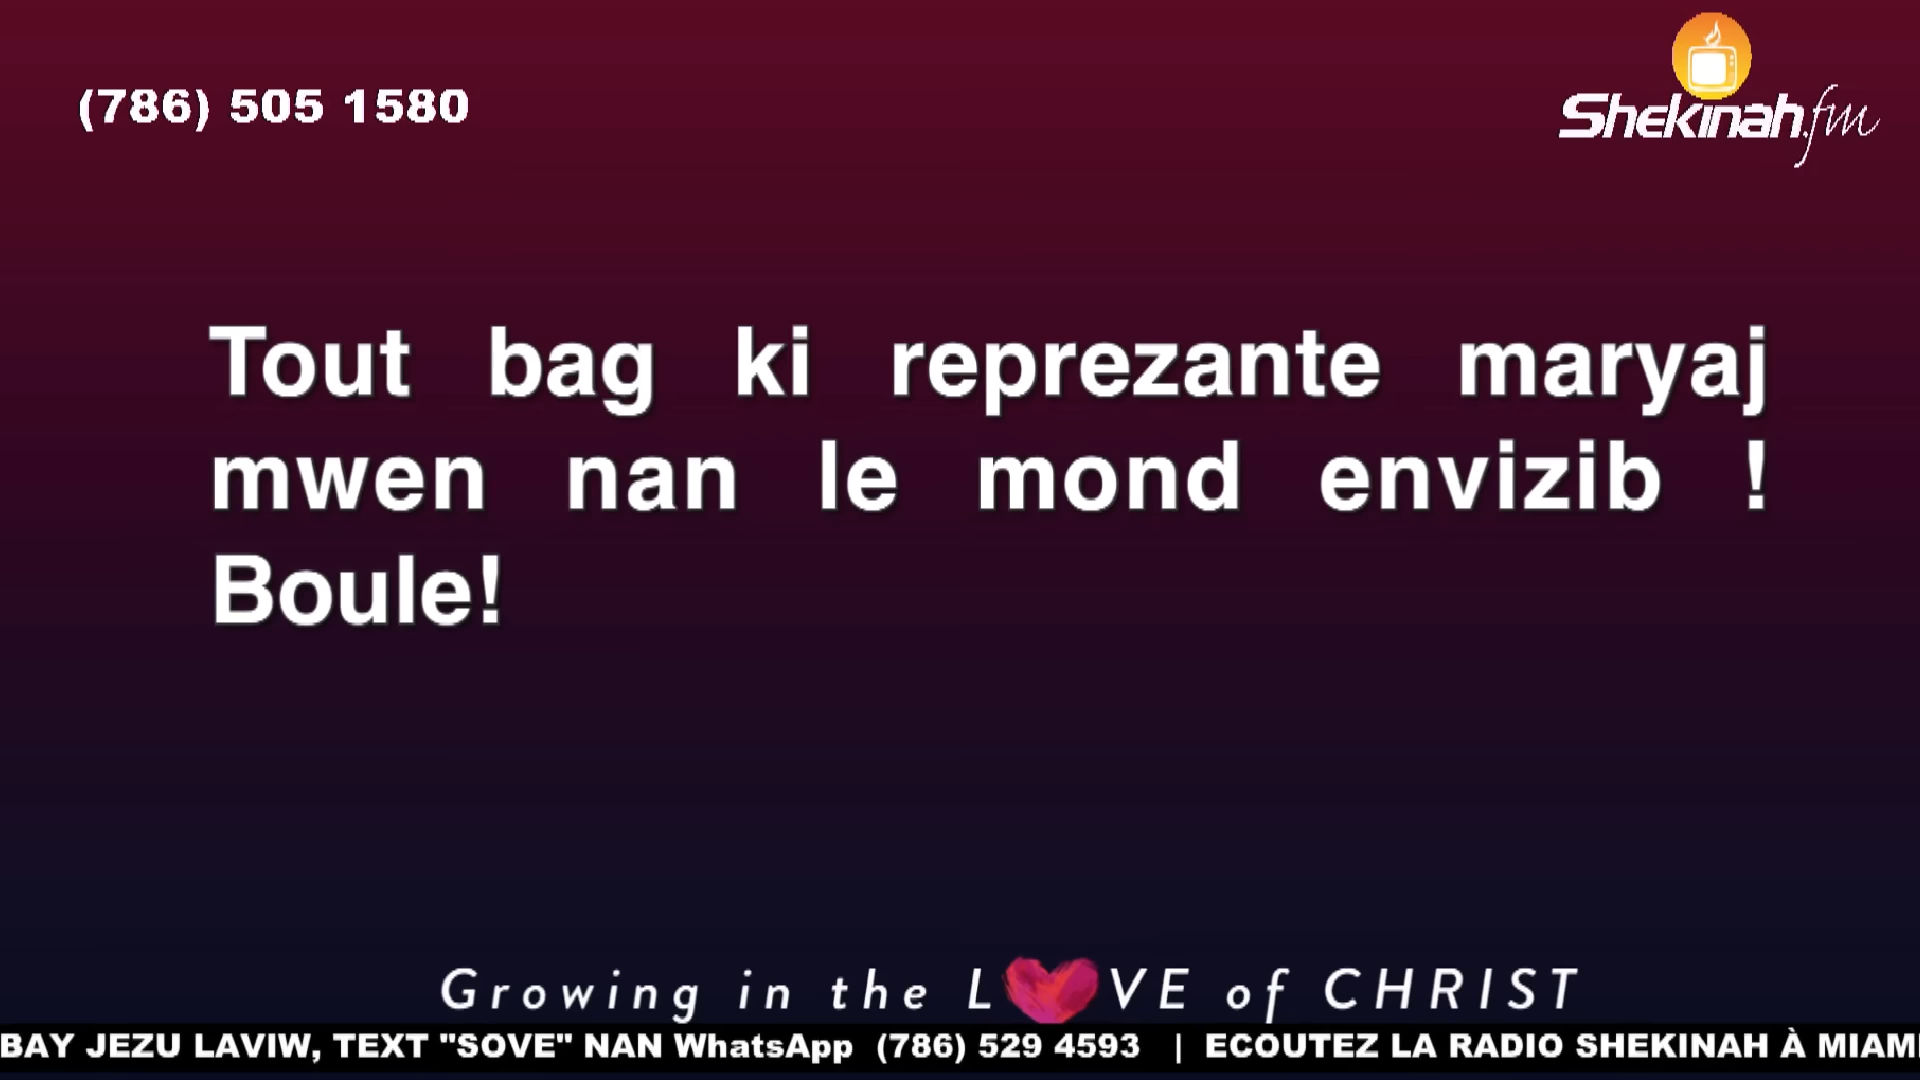 (786) 505 1580
Shekinah.fm
Tout bag ki reprezante maryaj
mwen nan le mond envizib !
Boule!
Growing in the LOVE of CHRIST
BAY JEZU LAVIW, TEXT "SOVE" NAN WhatsApp (786) 529 4593 | ECOUTEZ LA RADIO SHEKINAH À MIAMI